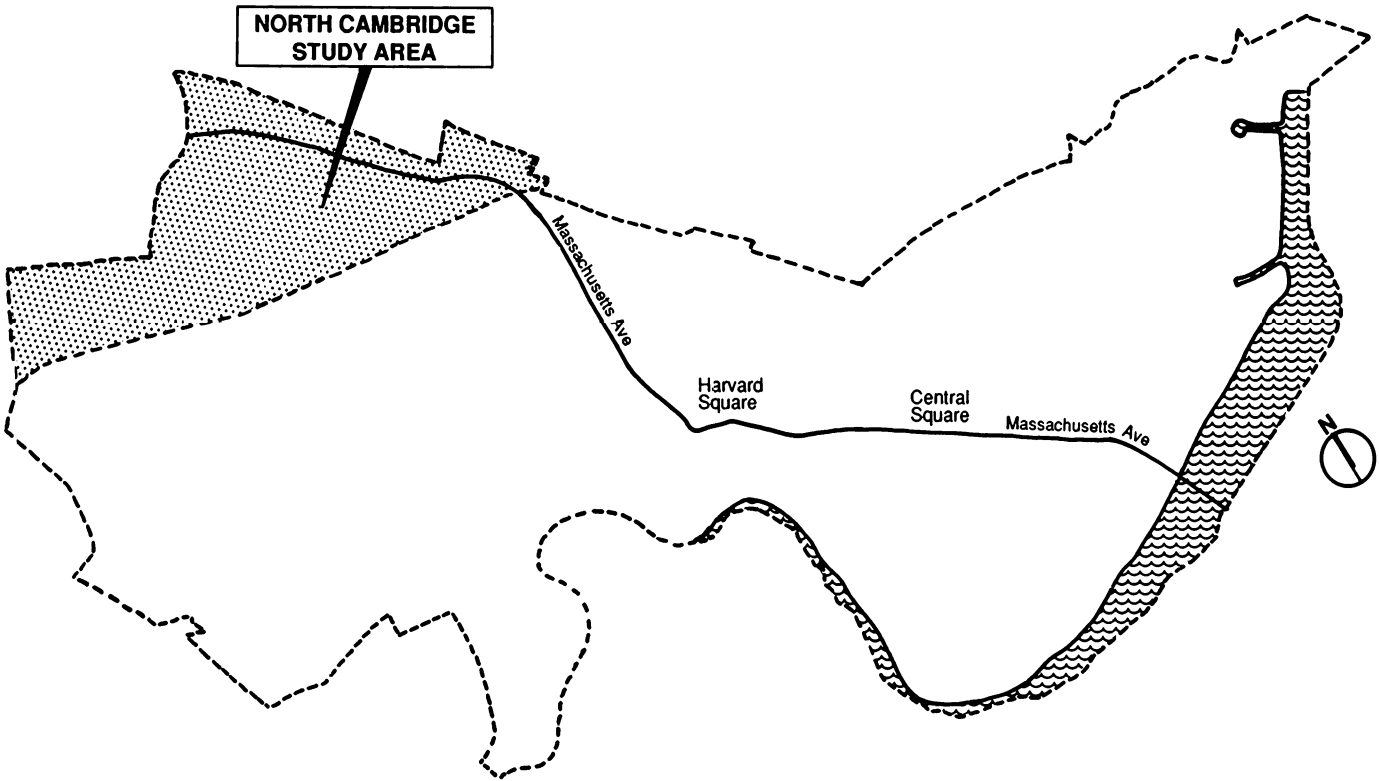 NORTH CAMBRIDGE
STUDY AREA
Massachusetts Ave
Harvard
Square
Central
Square
Massachusetts Ave
N